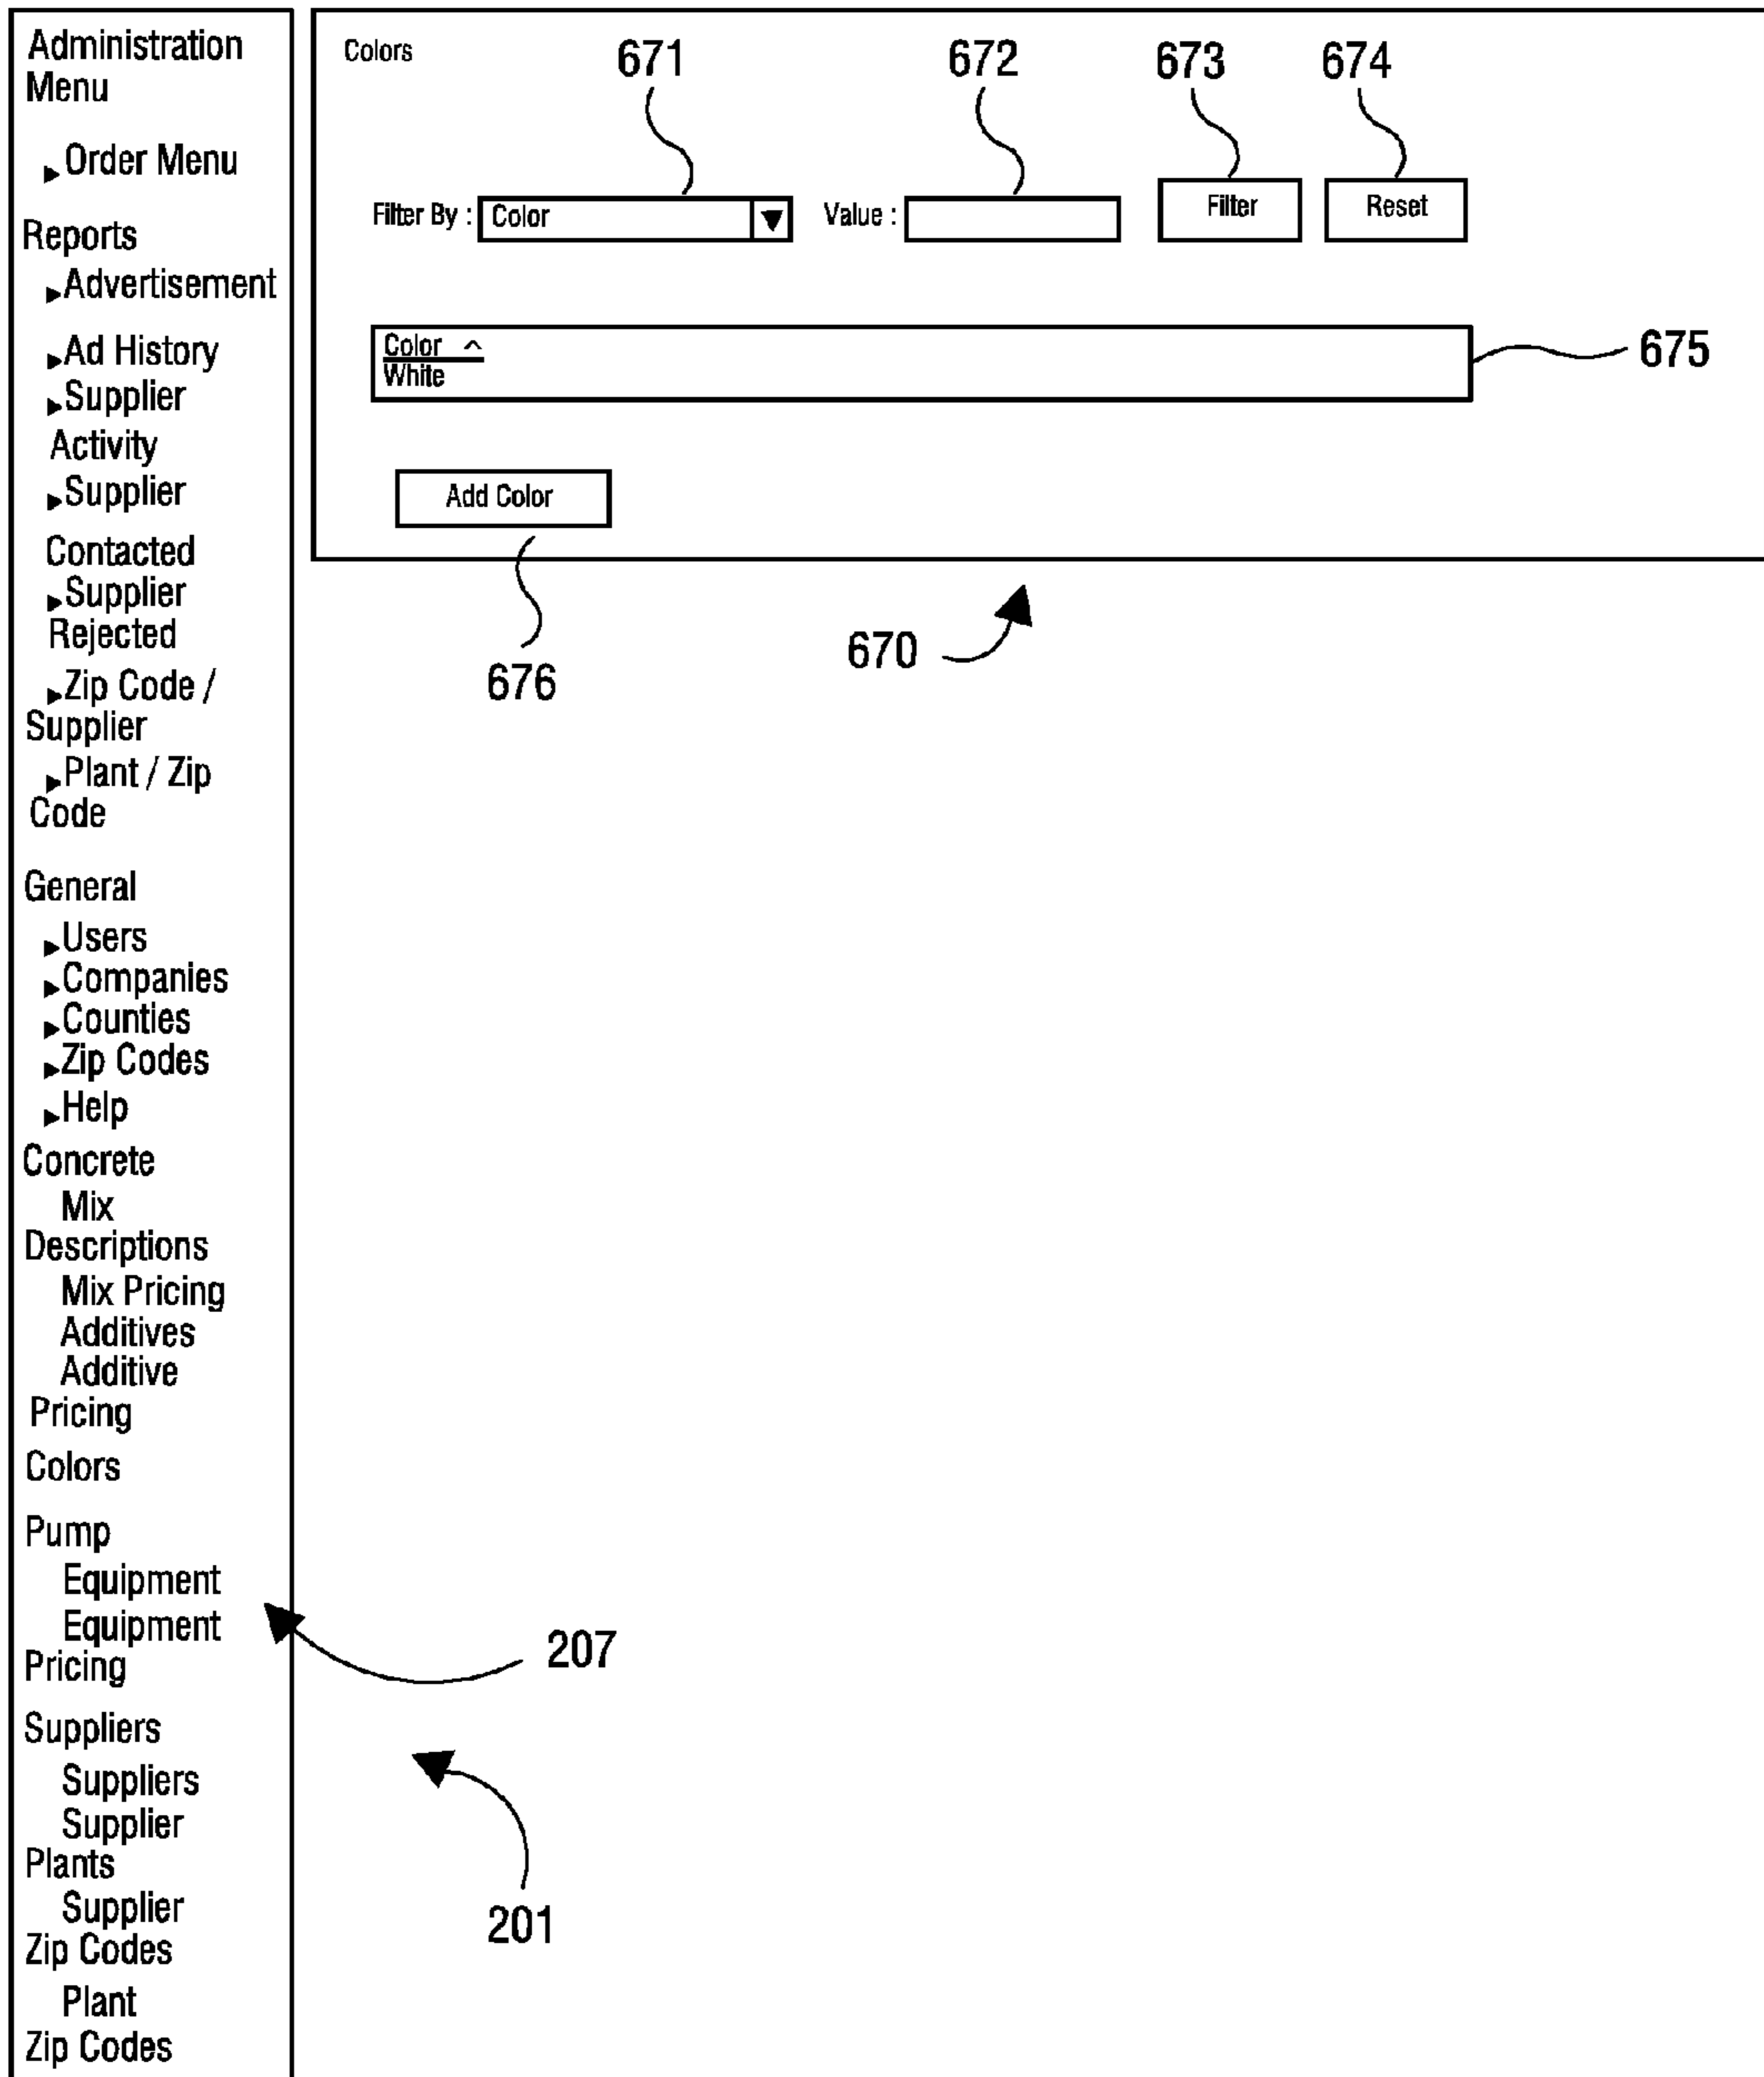 Administration
Menu
Order Menu
Reports
Advertisement
Ad History
Supplier
Activity
Supplier
Contacted
Supplier
Rejected
Zip Code /
Supplier
Plant / Zip
Code
General
Users
Companies
Counties
Zip Codes
Help
Concrete
Mix
Descriptions
Mix Pricing
Additives
Additive
Pricing
Colors
Pump
Equipment
Equipment
Pricing
Suppliers
Suppliers
Supplier
Plants
Supplier
Zip Codes
Plant
Zip Codes
Colors
671 672 673 674
Filter By : Color Value : Filter Reset
Color ^
White
675
Add Color
676
670
207
201